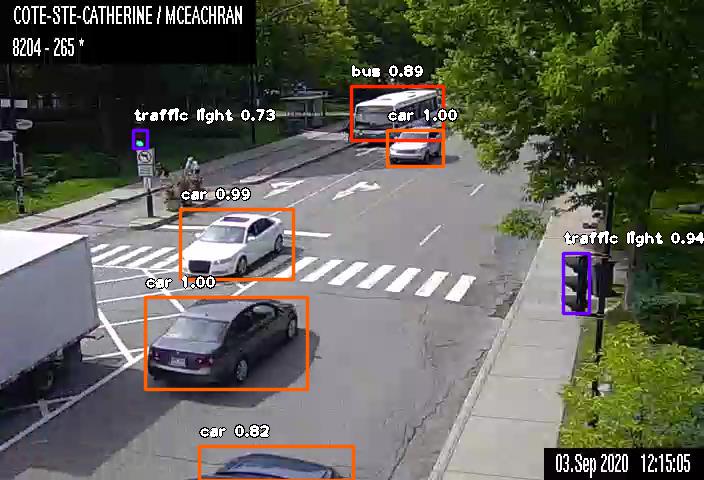 COTE-STE-CATHERINE / MCEACHRAN
8204 - 265 *
bus 0.89
traffic light 0.73
car 1.00
car 0.99
traffic light 0.94
car 1.00
car 0.82
03.Sep 2020 12:15:05